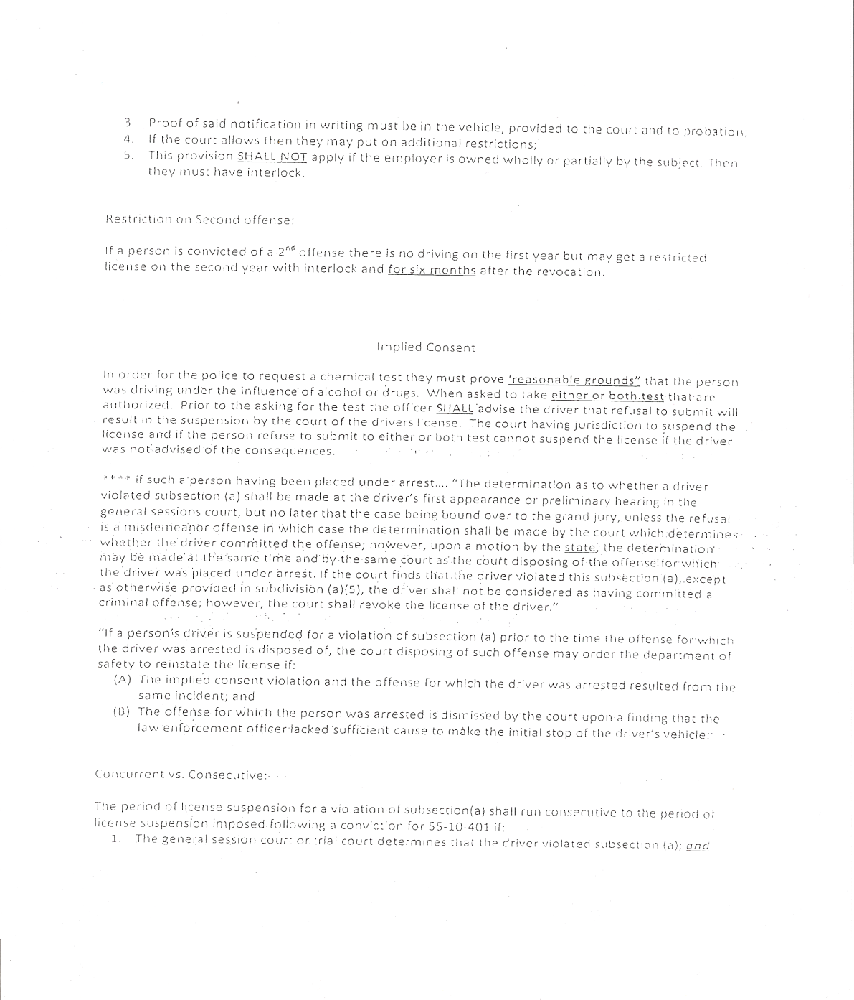 3. Proof of said notification in writing must be in the vehicle, provided to the court and to probation;
4. If the court allows then they may put on additional restrictions;
5. This provision SHALL NOT apply if the employer is owned wholly or partially by the subject. Then
they must have interlock.
Restriction on Second offense:
If a person is convicted of a 2nd offense there is no driving on the first year but may get a restricted
license on the second year with interlock and for six months after the revocation.
Implied Consent
In order for the police to request a chemical test they must prove 'reasonable grounds" that the person
was driving under the influence of alcohol or drugs. When asked to take either or both test that are
authorized. Prior to the asking for the test the officer SHALL advise the driver that refusal to submit will
result in the suspension by the court of the drivers license. The court having jurisdiction to suspend the
license and if the person refuse to submit to either or both test cannot suspend the license if the driver
was not advised of the consequences.
**** if such a person having been placed under arrest.... "The determination as to whether a driver
violated subsection (a) shall be made at the driver's first appearance or preliminary hearing in the
general sessions court, but no later that the case being bound over to the grand jury, unless the refusal
is a misdemeanor offense in which case the determination shall be made by the court which determines
whether the driver committed the offense; however, upon a motion by the state, the determination
may be made at the same time and by the same court as the court disposing of the offense for which
the driver was placed under arrest. If the court finds that the driver violated this subsection (a), except
as otherwise provided in subdivision (a)(5), the driver shall not be considered as having committed a
criminal offense; however, the court shall revoke the license of the driver."
"If a person's driver is suspended for a violation of subsection (a) prior to the time the offense for which
the driver was arrested is disposed of, the court disposing of such offense may order the department of
safety to reinstate the license if:
(A) The implied consent violation and the offense for which the driver was arrested resulted from the
same incident; and
(B) The offense for which the person was arrested is dismissed by the court upon a finding that the
law enforcement officer lacked sufficient cause to make the initial stop of the driver's vehicle.
Concurrent vs. Consecutive:
The period of license suspension for a violation of subsection(a) shall run consecutive to the period of
license suspension imposed following a conviction for 55-10-401 if:
1. The general session court or trial court determines that the driver violated subsection (a); and